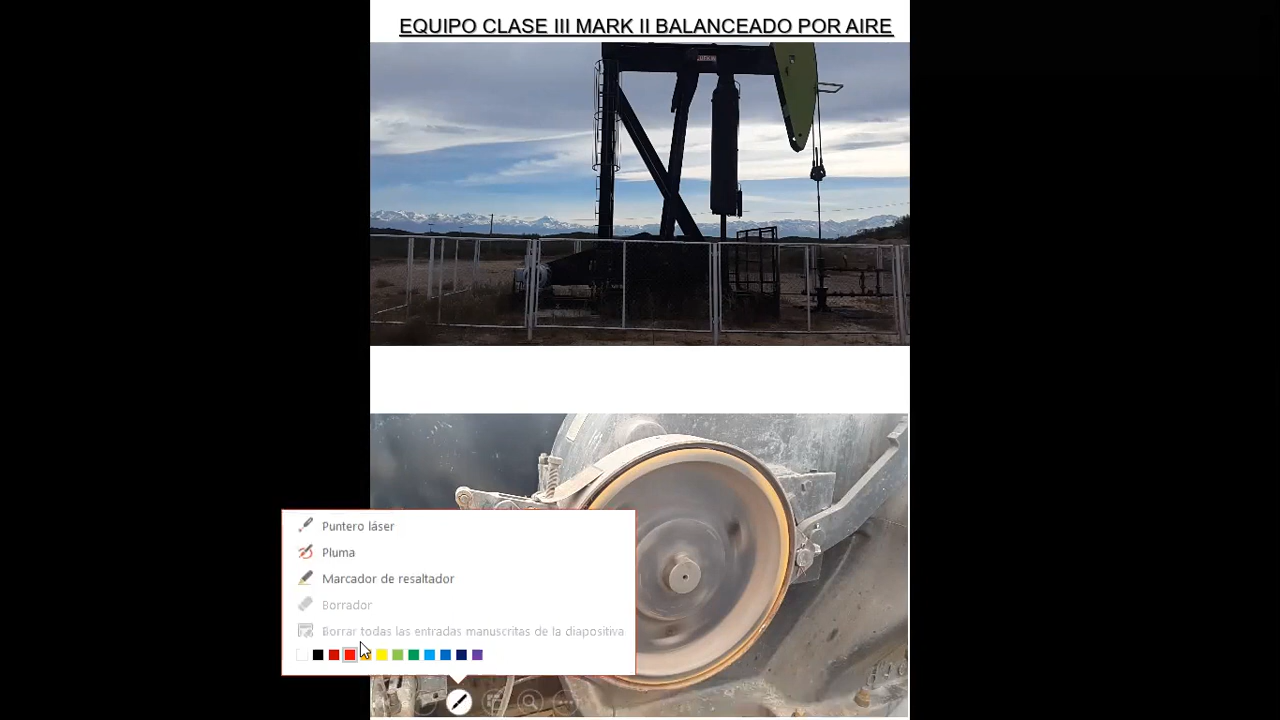 EQUIPO CLASE III MARK II BALANCEADO POR AIRE
Puntero láser
Pluma
Marcador de resaltador
Borrador
Borrar todas las entradas manuscritas de la diapositiva